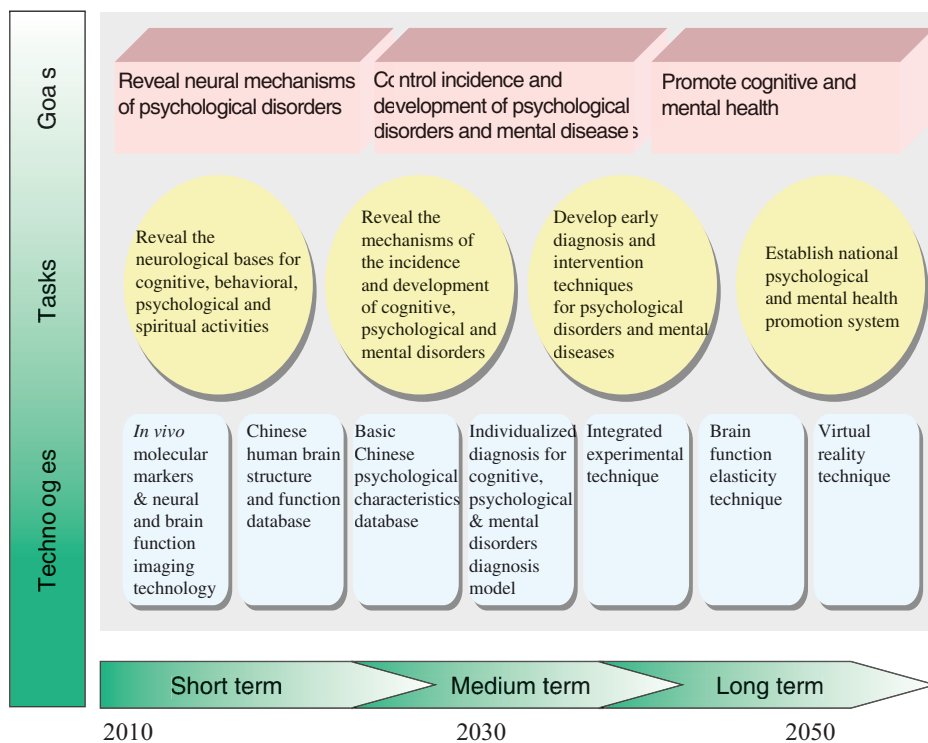 Goa s
Reveal neural mechanisms
of psychological disorders
Control incidence and
development of psychological
disorders and mental diseases
Promote cognitive and
mental health
Tasks
Reveal the
neurological bases for
cognitive, behavioral,
psychological and
spiritual activities
Reveal the
mechanisms of
the incidence
and development
of cognitive,
psychological and
mental disorders
Develop early
diagnosis and
intervention
techniques
for psychological
disorders and mental
diseases
Establish national
psychological
and mental health
promotion system
Techno og es
In vivo
molecular
markers
& neural
and brain
function
imaging
technology
Chinese
human brain
structure
and function
database
Basic
Chinese
psychological
characteristics
database
Individualized
diagnosis for
cognitive,
psychological
& mental
disorders
diagnosis
model
Integrated
experimental
technique
Brain
function
elasticity
technique
Virtual
reality
technique
Short term
Medium term
Long term
2010
2030
2050